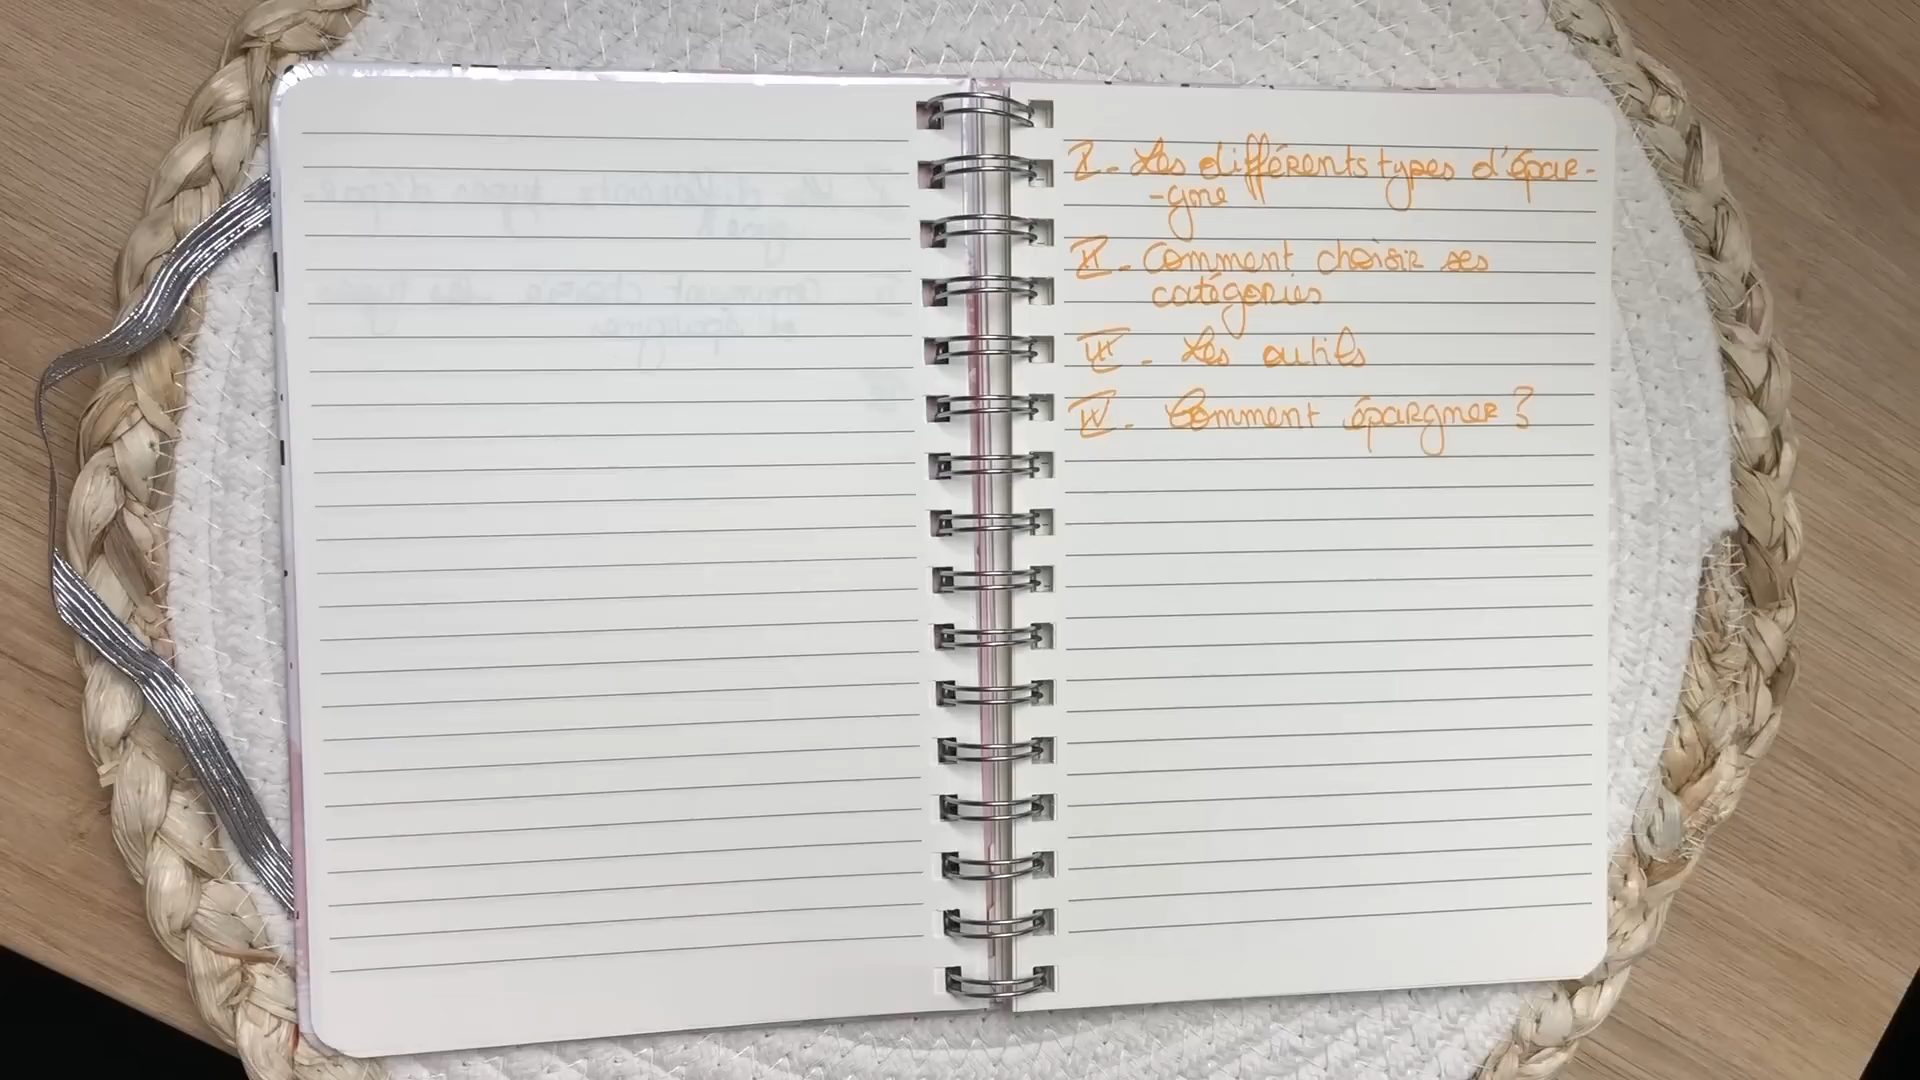 I - Les différents types d'épar-
-gne
II - Comment choisir ses
catégories
III - Les outils
IV - Comment épargner ?